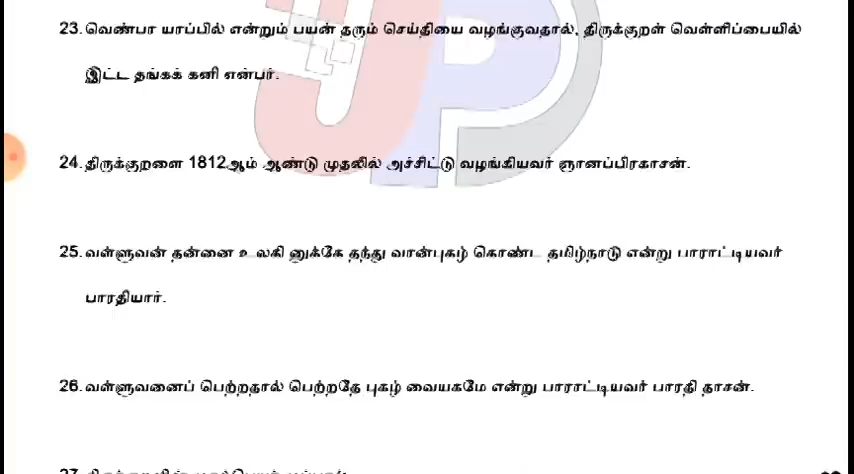 23. வெண்பா யாப்பில் என்றும் பயன் தரும் செய்தியை வழங்குவதால், திருக்குறள் வெள்ளிப்பையில்
இட்ட தங்கக் கனி என்பர்.
24. திருக்குறளை 1812ஆம் ஆண்டு முதலில் அச்சிட்டு வழங்கியவர் ஞானப்பிரகாசன்.
25. வள்ளுவன் தன்னை உலகி னுக்கே தந்து வான்புகழ் கொண்ட தமிழ்நாடு என்று பாராட்டியவர்
பாரதியார்.
26. வள்ளுவனைப் பெற்றதால் பெற்றதே புகழ் வையகமே என்று பாராட்டியவர் பாரதி தாசன்.
27.